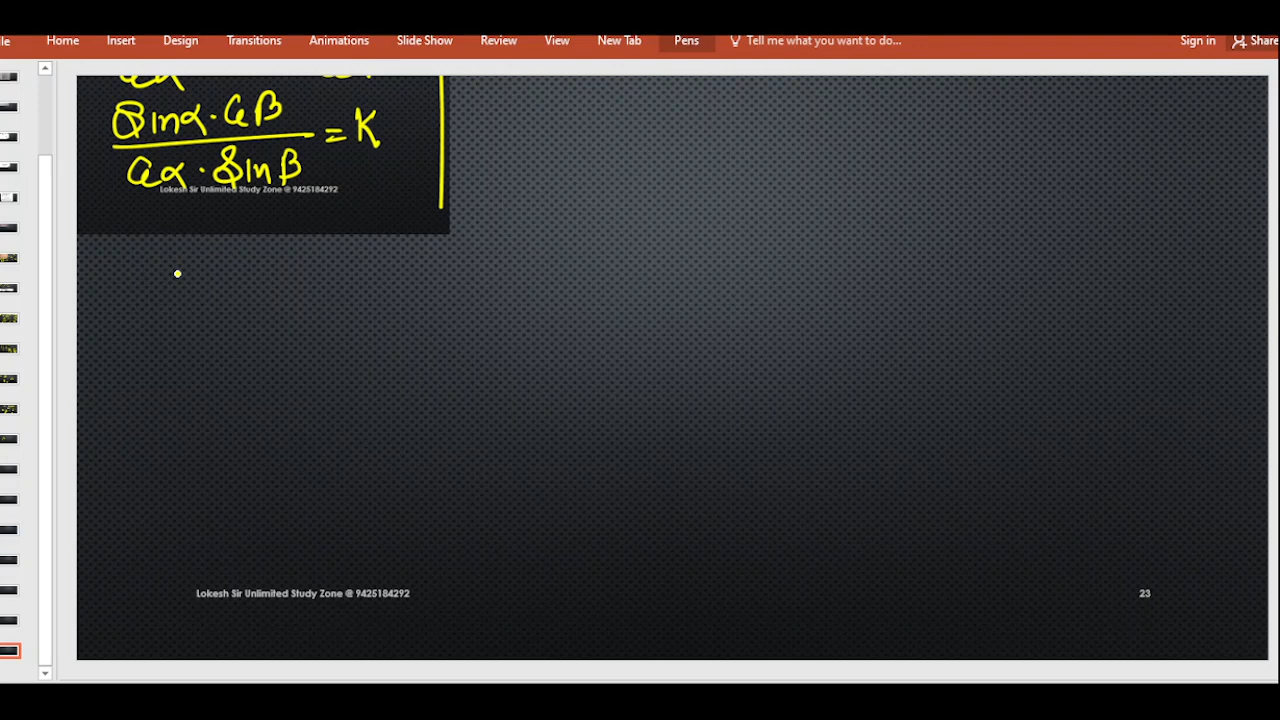 le Home Insert Design Transitions Animations Slide Show Review View New Tab Pens Tell me what you want to do... Sign in Share
Sinα · cβ
cα · Sinβ
= K
Lokesh Sir Unlimited Study Zone @ 9425184292
Lokesh Sir Unlimited Study Zone @ 9425184292
23